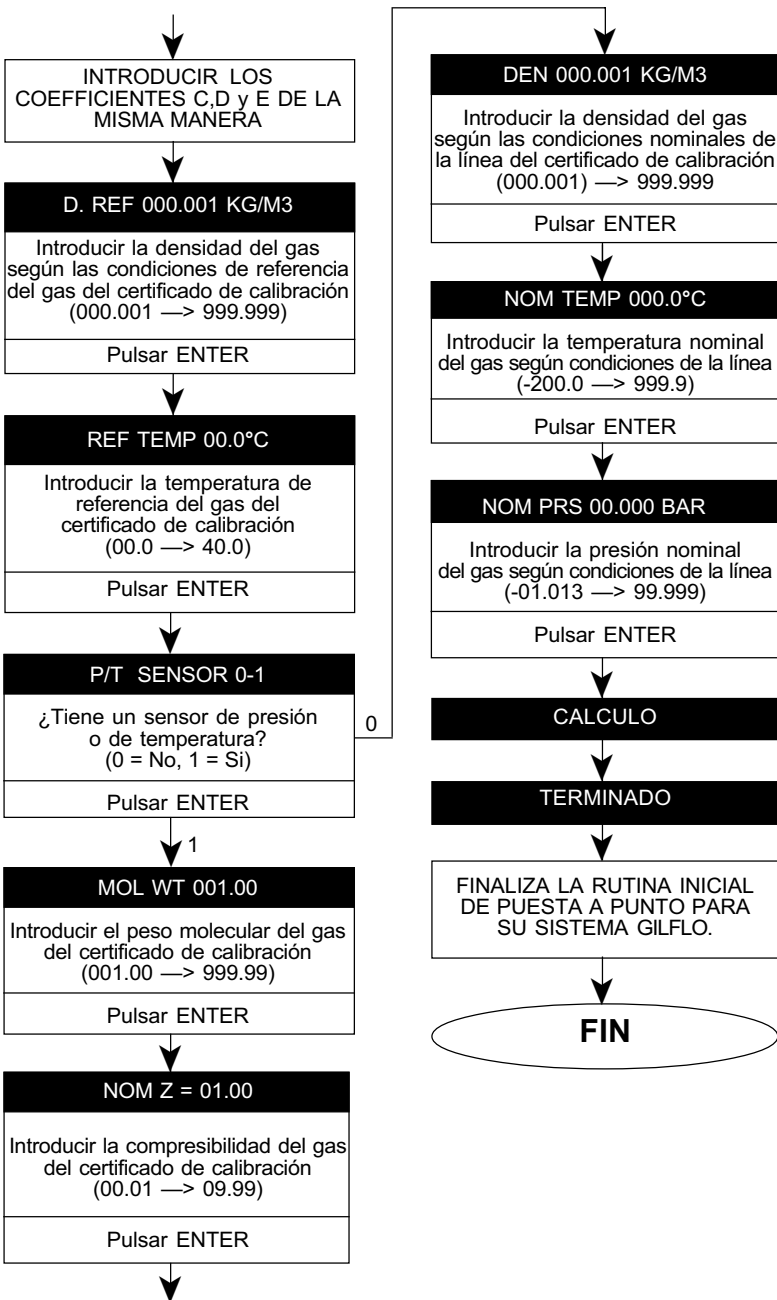 INTRODUCIR LOS
COEFFICIENTES C,D y E DE LA
MISMA MANERA
D. REF 000.001 KG/M3
Introducir la densidad del gas
según las condiciones de referencia
del gas del certificado de calibración
(000.001 —> 999.999)
Pulsar ENTER
REF TEMP 00.0°C
Introducir la temperatura de
referencia del gas del
certificado de calibración
(00.0 —> 40.0)
Pulsar ENTER
P/T SENSOR 0-1
¿Tiene un sensor de presión
o de temperatura?
(0 = No, 1 = Si)
Pulsar ENTER
0
1
MOL WT 001.00
Introducir el peso molecular del gas
del certificado de calibración
(001.00 —> 999.99)
Pulsar ENTER
NOM Z = 01.00
Introducir la compresibilidad del gas
del certificado de calibración
(00.01 —> 09.99)
Pulsar ENTER
DEN 000.001 KG/M3
Introducir la densidad del gas
según las condiciones nominales de
la línea del certificado de calibración
(000.001) —> 999.999
Pulsar ENTER
NOM TEMP 000.0°C
Introducir la temperatura nominal
del gas según condiciones de la línea
(-200.0 —> 999.9)
Pulsar ENTER
NOM PRS 00.000 BAR
Introducir la presión nominal
del gas según condiciones de la línea
(-01.013 —> 99.999)
Pulsar ENTER
CALCULO
TERMINADO
FINALIZA LA RUTINA INICIAL
DE PUESTA A PUNTO PARA
SU SISTEMA GILFLO.
FIN